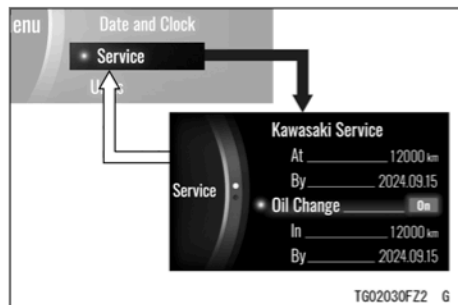 enu
Date and Clock
Service
Kawasaki Service
At 12000 km
By 2024.09.15
Service
Oil Change On
In 12000 km
By 2024.09.15
TG02030FZ2 G